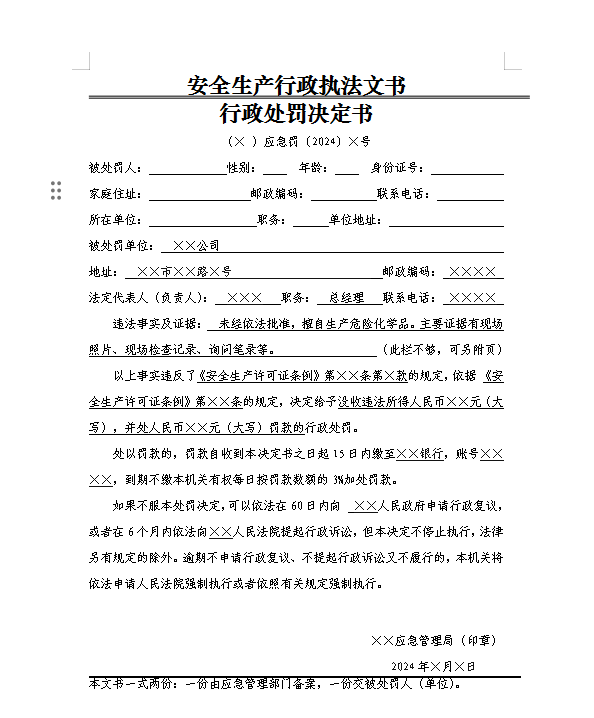 安全生产行政执法文书
行政处罚决定书
（× ）应急罚〔2024〕×号
被处罚人： 性别： 年龄： 身份证号：
家庭住址： 邮政编码： 联系电话：
所在单位： 职务： 单位地址：
被处罚单位： ××公司
地址： ××市××路×号 邮政编码： ××××
法定代表人（负责人）： ××× 职务： 总经理 联系电话： ××××
违法事实及证据： 未经依法批准，擅自生产危险化学品。主要证据有现场
照片、现场检查记录、询问笔录等。 （此栏不够，可另附页）
以上事实违反了《安全生产许可证条例》第××条第×款的规定，依据 《安
全生产许可证条例》第××条的规定，决定给予没收违法所得人民币××元（大
写），并处人民币××元（大写）罚款的行政处罚。
处以罚款的，罚款自收到本决定书之日起 15 日内缴至××银行，账号××
××，到期不缴本机关有权每日按罚款数额的 3%加处罚款。
如果不服本处罚决定，可以依法在 60 日内向 ××人民政府申请行政复议，
或者在 6 个月内依法向××人民法院提起行政诉讼，但本决定不停止执行，法律
另有规定的除外。逾期不申请行政复议、不提起行政诉讼又不履行的，本机关将
依法申请人民法院强制执行或者依照有关规定强制执行。
××应急管理局（印章）
2024 年×月×日
本文书一式两份：一份由应急管理部门备案，一份交被处罚人（单位）。